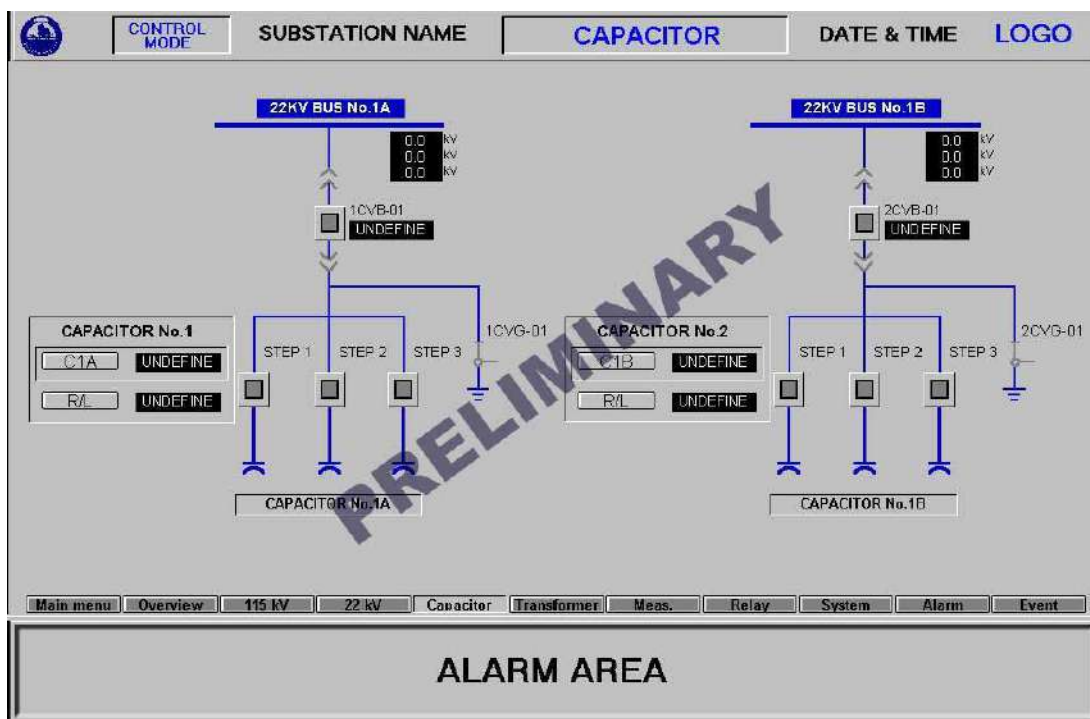 CONTROL MODE
SUBSTATION NAME
CAPACITOR
DATE & TIME
LOGO
22KV BUS No.1A
0.0 kV
0.0 kV
0.0 kV
1CVB-01
UNDEFINE
22KV BUS No.1B
0.0 kV
0.0 kV
0.0 kV
2CVB-01
UNDEFINE
CAPACITOR No.1
C1A UNDEFINE
R/L UNDEFINE
STEP 1 STEP 2 STEP 3
1CVG-01
CAPACITOR No.2
C1B UNDEFINE
R/L UNDEFINE
STEP 1 STEP 2 STEP 3
2CVG-01
CAPACITOR No.1A
CAPACITOR No.1B
PRELIMINARY
Main menu Overview 115 kV 22 kV Capacitor Transformer Meas. Relay System Alarm Event
ALARM AREA